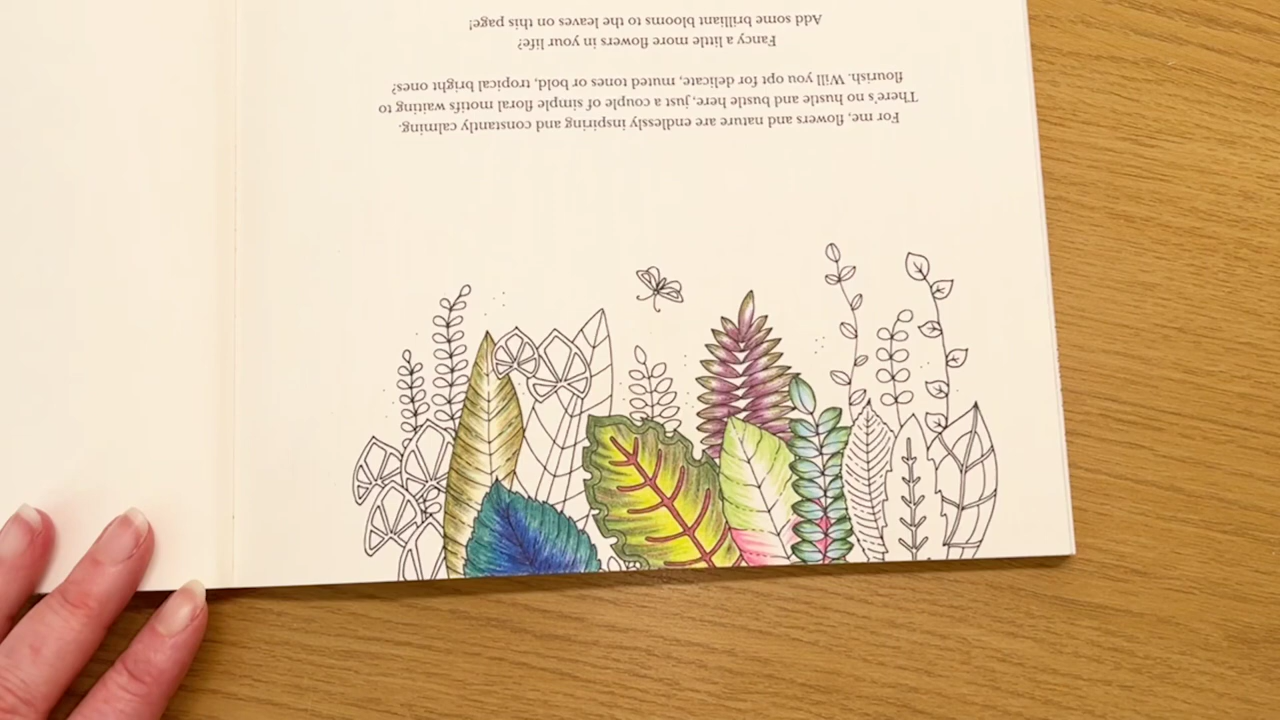 For me, flowers and nature are endlessly inspiring and constantly calming.
There's no hustle and bustle here, just a couple of simple floral motifs waiting to
flourish. Will you opt for delicate, muted tones or bold, tropical bright ones?
Fancy a little more flowers in your life?
Add some brilliant blooms to the leaves on this page!